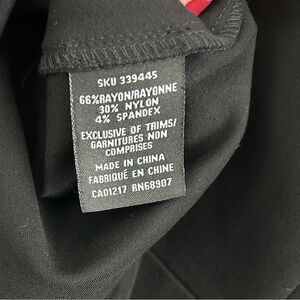 SKU 339445
66%RAYON/RAYONNE
30% NYLON
4% SPANDEX
EXCLUSIVE OF TRIMS/
GARNITURES NON
COMPRISES
MADE IN CHINA
FABRIQUÉ EN CHINE
CA01217 RN68907